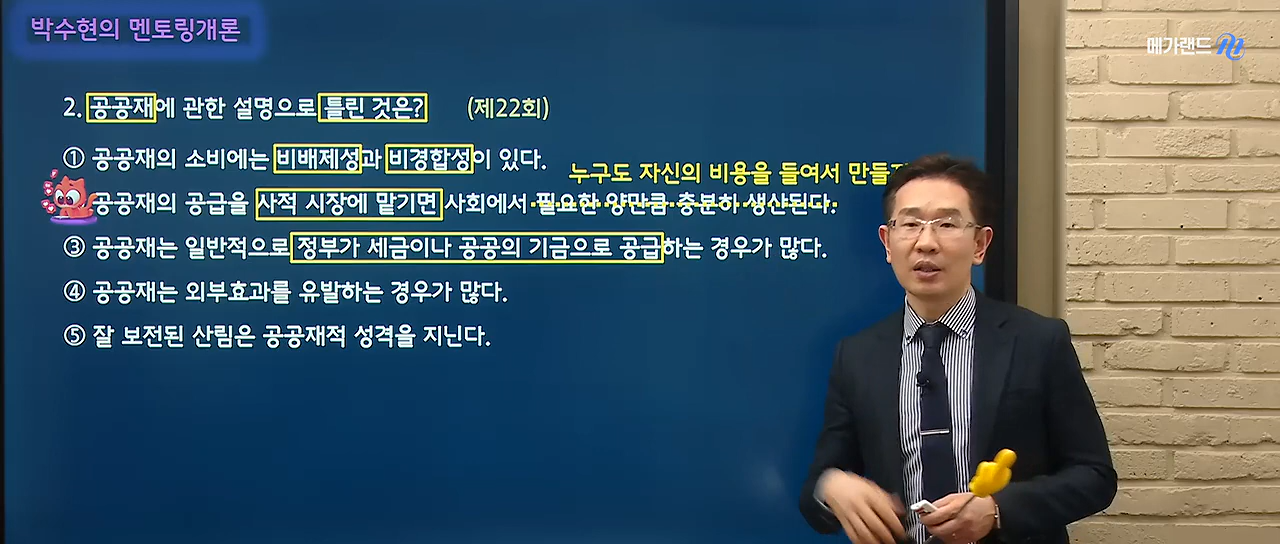 박수현의 멘토링개론
메가랜드
2. 공공재에 관한 설명으로 틀린 것은? (제22회)
① 공공재의 소비에는 비배제성과 비경합성이 있다.
누구도 자신의 비용을 들여서
공공재의 공급을 사적 시장에 맡기면 사회에서 필요한 양만큼 충분히 생산된다.
③ 공공재는 일반적으로 정부가 세금이나 공공의 기금으로 공급하는 경우가 많다.
④ 공공재는 외부효과를 유발하는 경우가 많다.
⑤ 잘 보전된 산림은 공공재적 성격을 지닌다.